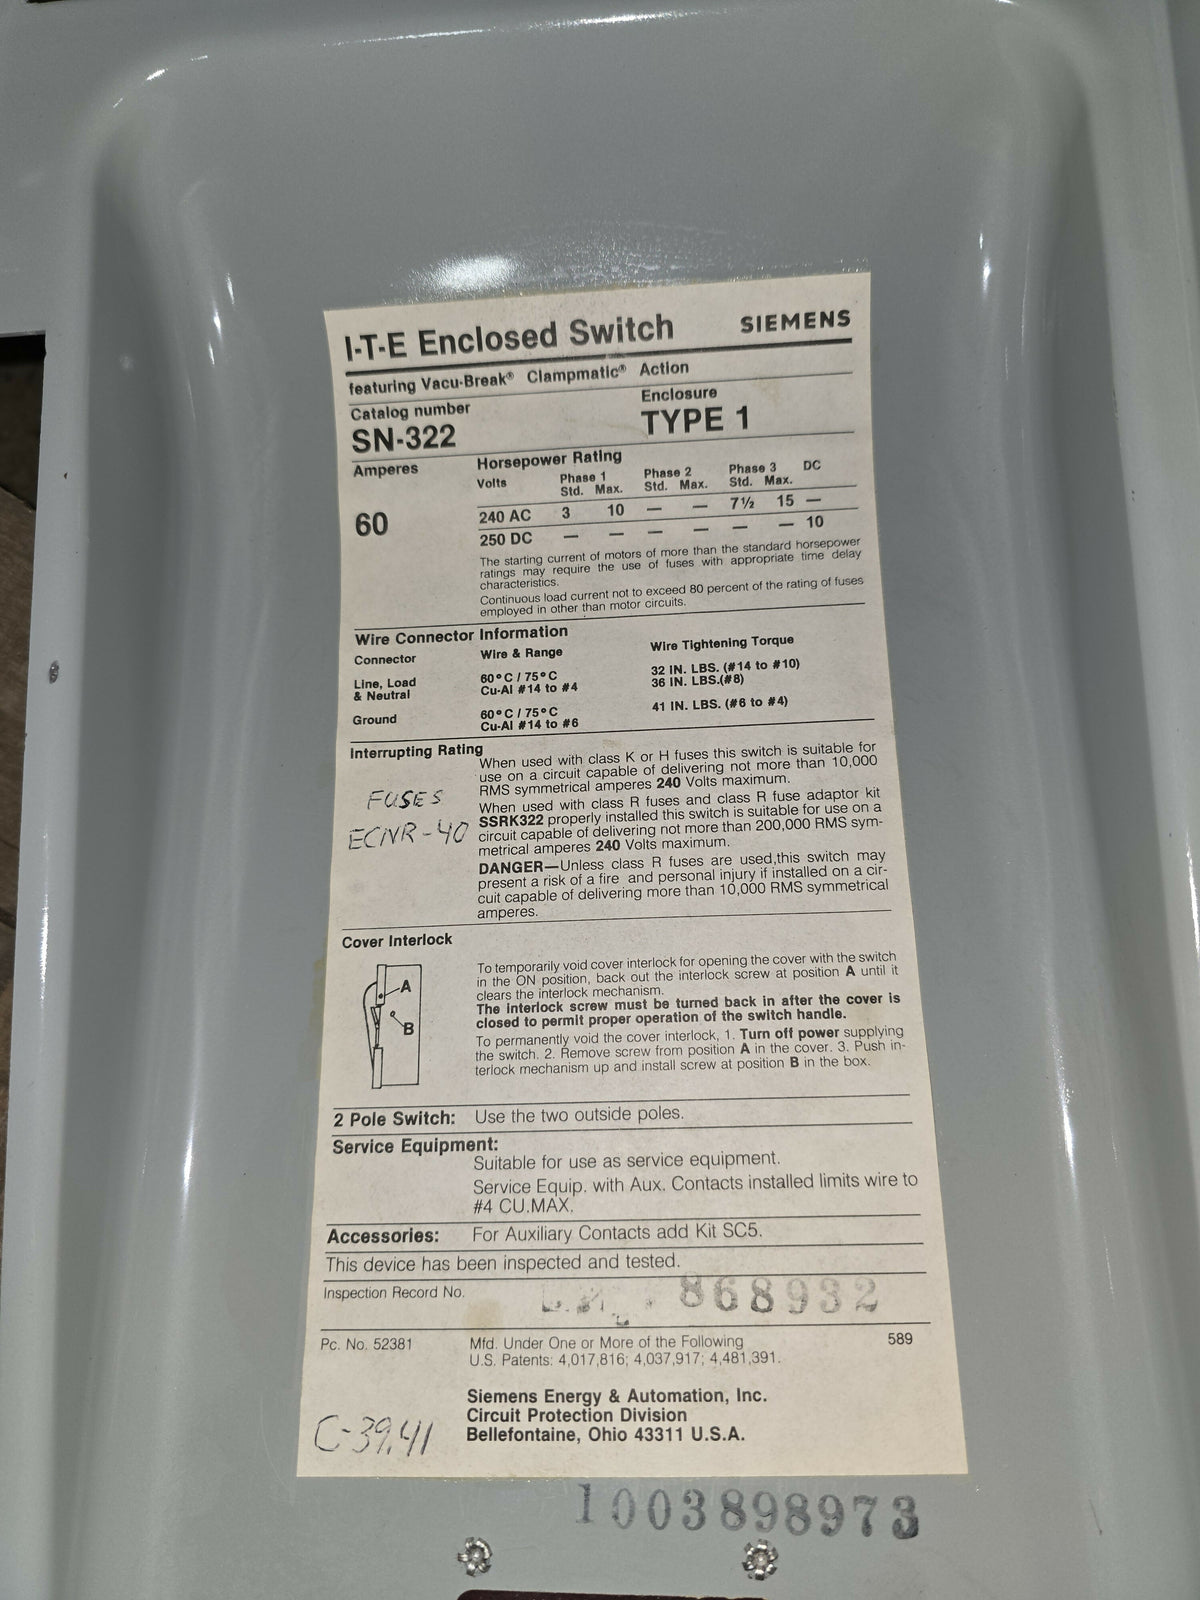 I-T-E Enclosed Switch SIEMENS
featuring Vacu-Break® Clampmatic® Action
Catalog number Enclosure
SN-322 TYPE 1
Amperes Horsepower Rating
Volts Phase 1 Phase 2 Phase 3 DC
Std. Max. Std. Max. Std. Max.
60 240 AC 3 10 — — 7½ 15 —
250 DC — — — — — — 10
The starting current of motors of more than the standard horsepower
ratings may require the use of fuses with appropriate time delay
characteristics.
Continuous load current not to exceed 80 percent of the rating of fuses
employed in other than motor circuits.
Wire Connector Information
Connector Wire & Range Wire Tightening Torque
Line, Load 60°C / 75°C 32 IN. LBS. (#14 to #10)
& Neutral Cu-Al #14 to #4 36 IN. LBS.(#8)
Ground 60°C / 75°C 41 IN. LBS. (#6 to #4)
Cu-Al #14 to #6
Interrupting Rating
When used with class K or H fuses this switch is suitable for
use on a circuit capable of delivering not more than 10,000
RMS symmetrical amperes 240 Volts maximum.
FUSES
ECNR-40
When used with class R fuses and class R fuse adaptor kit
SSRK322 properly installed this switch is suitable for use on a
circuit capable of delivering not more than 200,000 RMS sym-
metrical amperes 240 Volts maximum.
DANGER—Unless class R fuses are used,this switch may
present a risk of a fire and personal injury if installed on a cir-
cuit capable of delivering more than 10,000 RMS symmetrical
amperes.
Cover Interlock
A
B
To temporarily void cover interlock for opening the cover with the switch
in the ON position, back out the interlock screw at position A until it
clears the interlock mechanism.
The interlock screw must be turned back in after the cover is
closed to permit proper operation of the switch handle.
To permanently void the cover interlock, 1. Turn off power supplying
the switch. 2. Remove screw from position A in the cover. 3. Push in-
terlock mechanism up and install screw at position B in the box.
2 Pole Switch: Use the two outside poles.
Service Equipment:
Suitable for use as service equipment.
Service Equip. with Aux. Contacts installed limits wire to
#4 CU.MAX.
Accessories: For Auxiliary Contacts add Kit SC5.
This device has been inspected and tested.
Inspection Record No. 868932
Pc. No. 52381 Mfd. Under One or More of the Following 589
U.S. Patents: 4,017,816; 4,037,917; 4,481,391.
Siemens Energy & Automation, Inc.
Circuit Protection Division
Bellefontaine, Ohio 43311 U.S.A.
C-39,41
1003898973